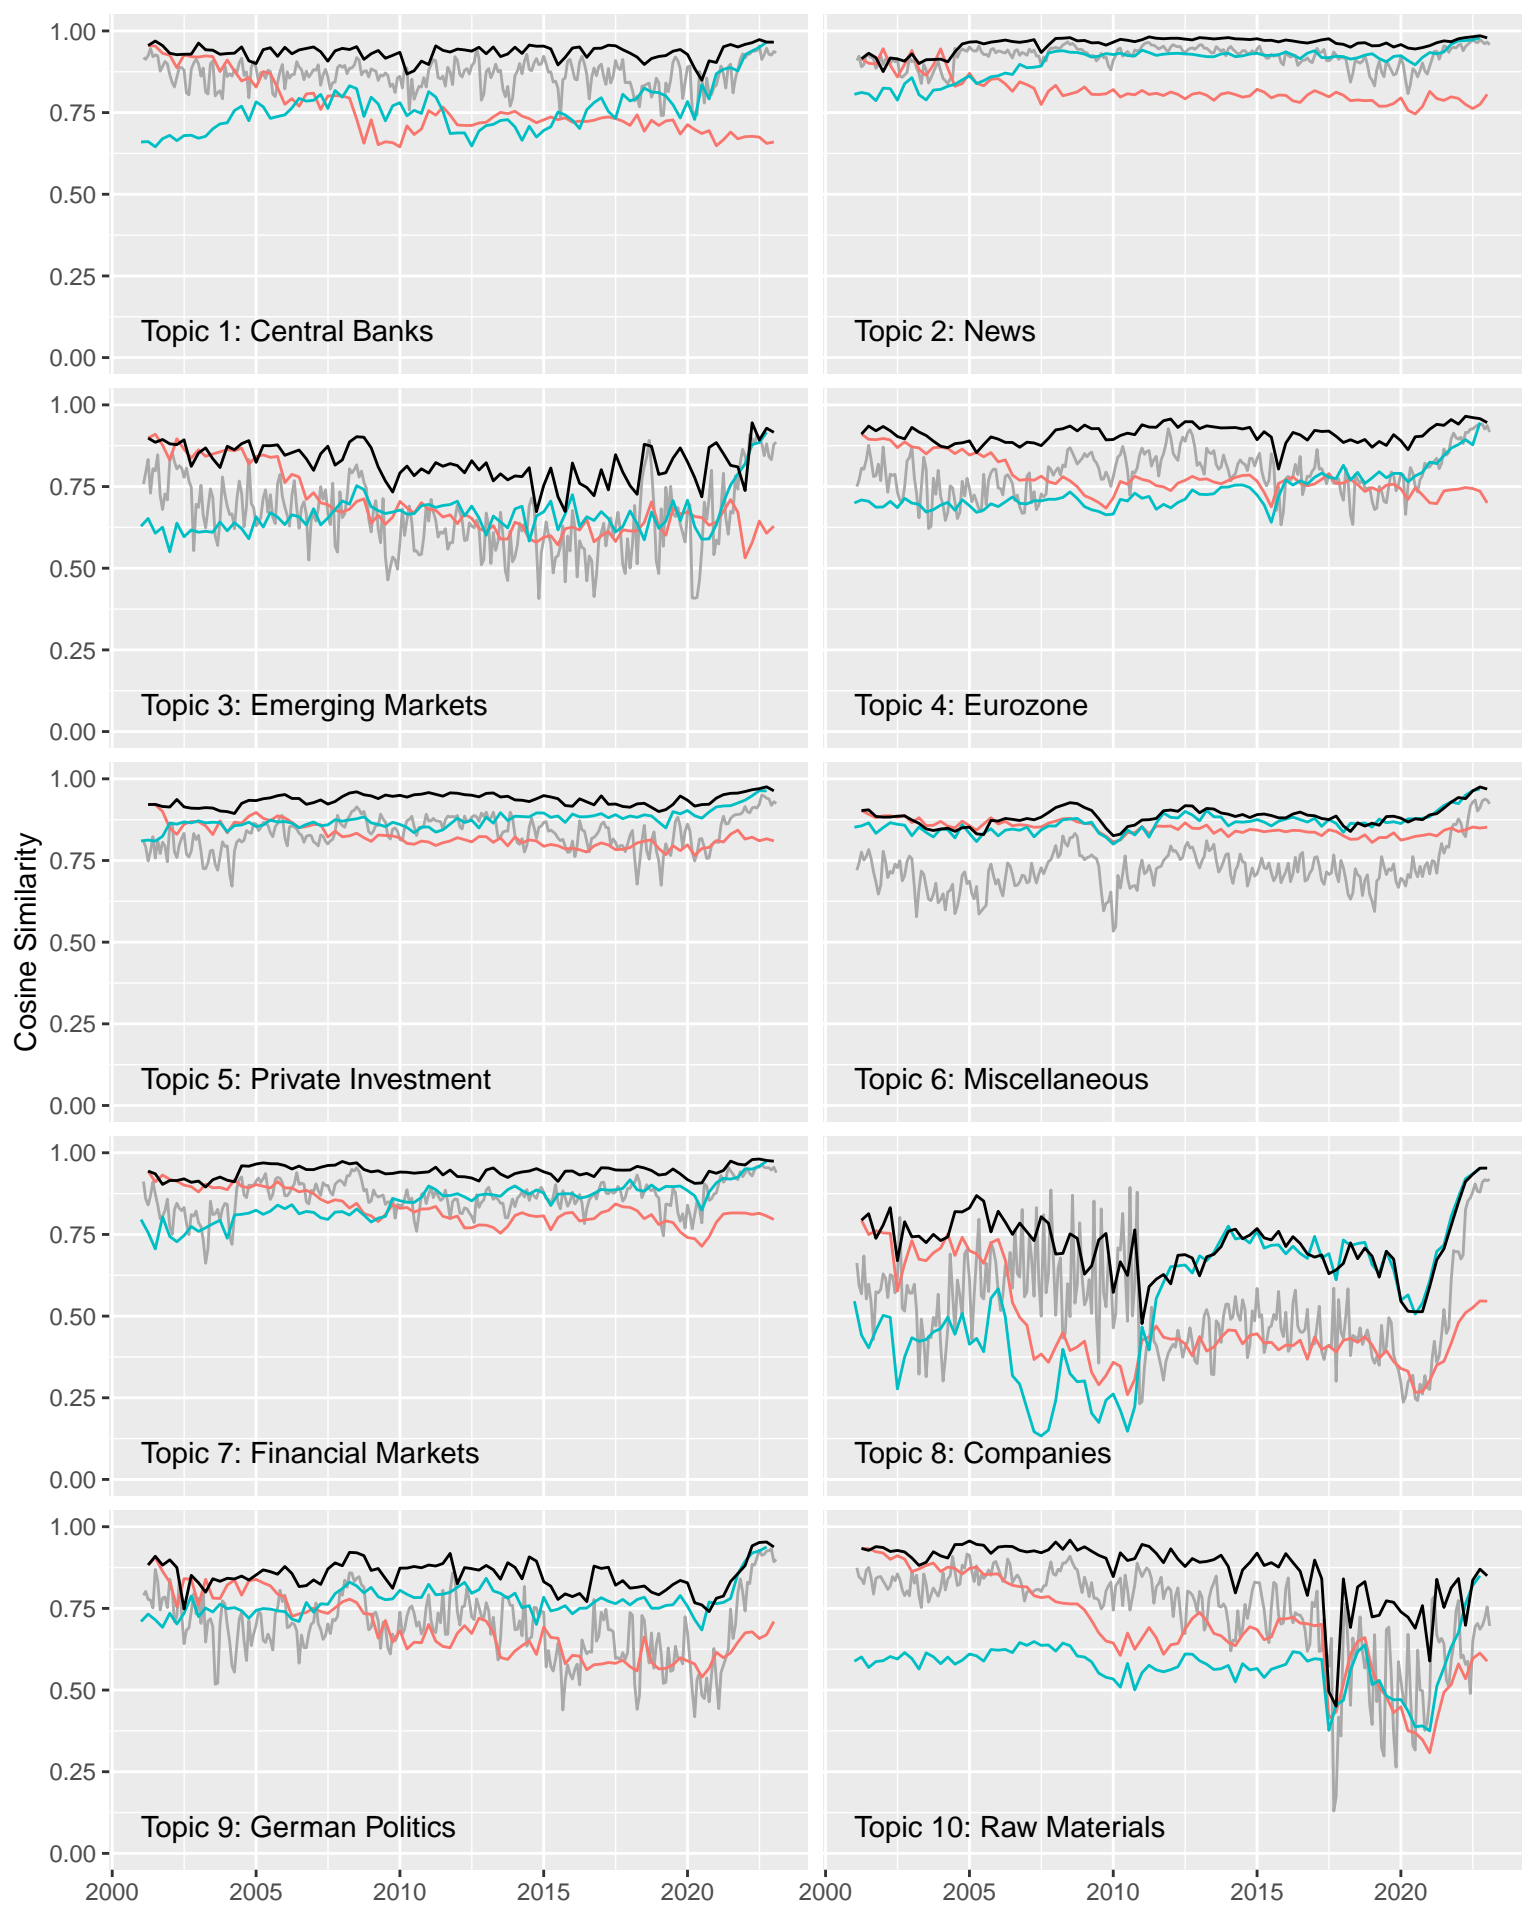 1.00
0.75
0.50
0.25
0.00
Topic 1: Central Banks
Topic 2: News
1.00
0.75
0.50
0.25
0.00
Topic 3: Emerging Markets
Topic 4: Eurozone
Cosine Similarity
1.00
0.75
0.50
0.25
0.00
Topic 5: Private Investment
Topic 6: Miscellaneous
1.00
0.75
0.50
0.25
0.00
Topic 7: Financial Markets
Topic 8: Companies
1.00
0.75
0.50
0.25
0.00
Topic 9: German Politics
Topic 10: Raw Materials
2000 2005 2010 2015 2020
2000 2005 2010 2015 2020